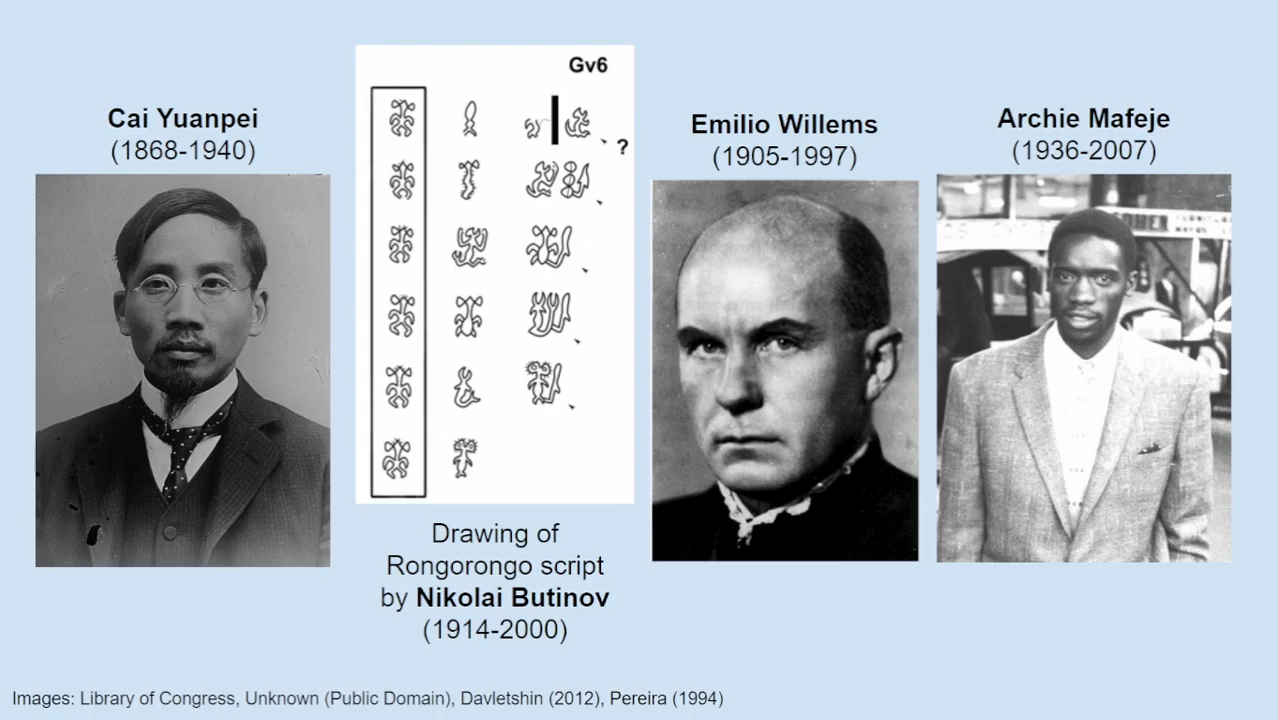 Cai Yuanpei
(1868-1940)
Gv6
?
Drawing of
Rongorongo script
by Nikolai Butinov
(1914-2000)
Emilio Willems
(1905-1997)
Archie Mafeje
(1936-2007)
Images: Library of Congress, Unknown (Public Domain), Davletshin (2012), Pereira (1994)